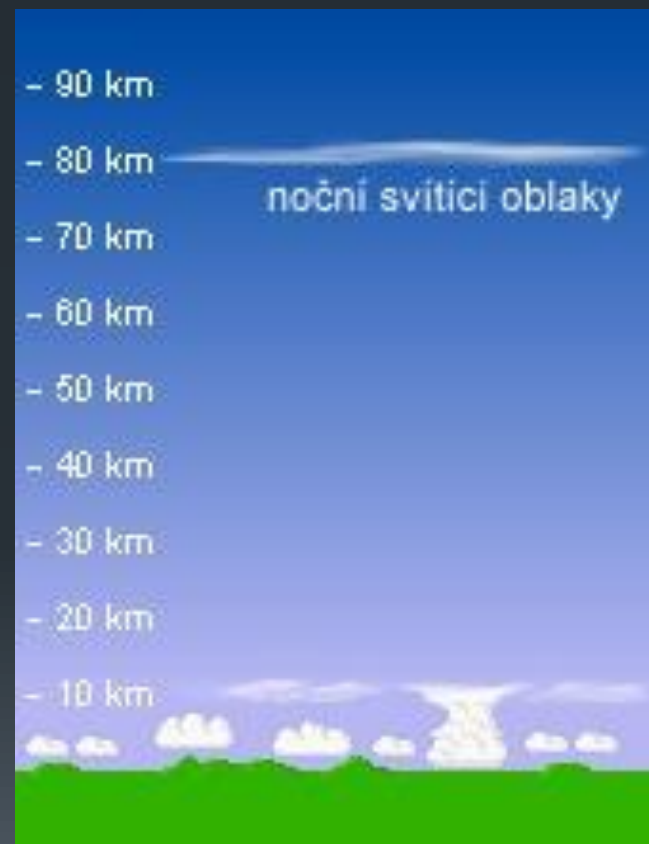 – 90 km
– 80 km
noční svítící oblaky
– 70 km
– 60 km
– 50 km
– 40 km
– 30 km
– 20 km
– 10 km